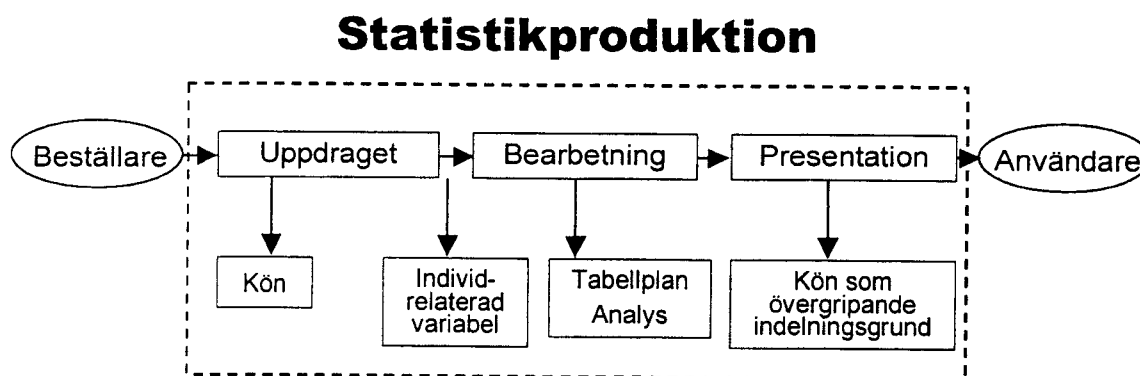 Statistikproduktion
Beställare
Uppdraget
Bearbetning
Presentation
Användare
Kön
Individ-
relaterad
variabel
Tabellplan
Analys
Kön som
övergripande
indelningsgrund